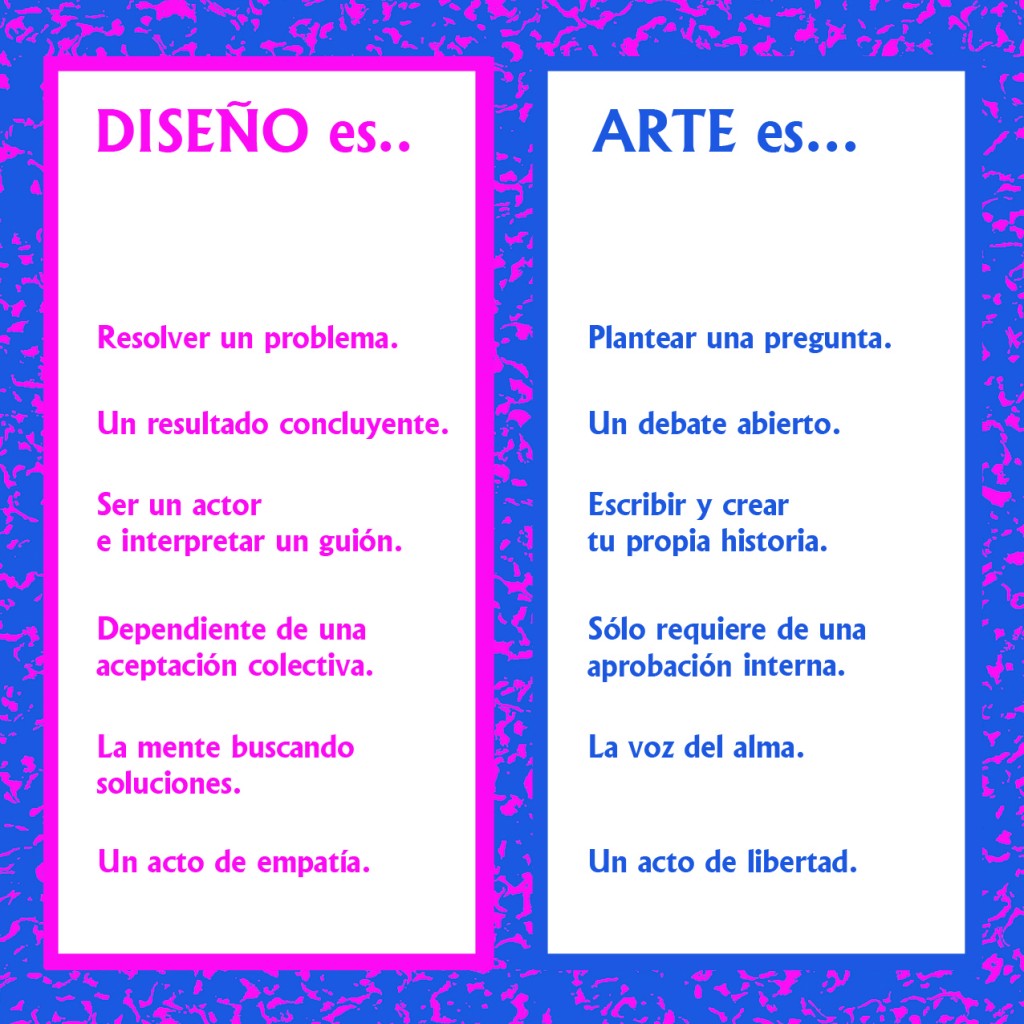 DISEÑO es..
Resolver un problema.
Un resultado concluyente.
Ser un actor
e interpretar un guión.
Dependiente de una
aceptación colectiva.
La mente buscando
soluciones.
Un acto de empatía.
ARTE es...
Plantear una pregunta.
Un debate abierto.
Escribir y crear
tu propia historia.
Sólo requiere de una
aprobación interna.
La voz del alma.
Un acto de libertad.